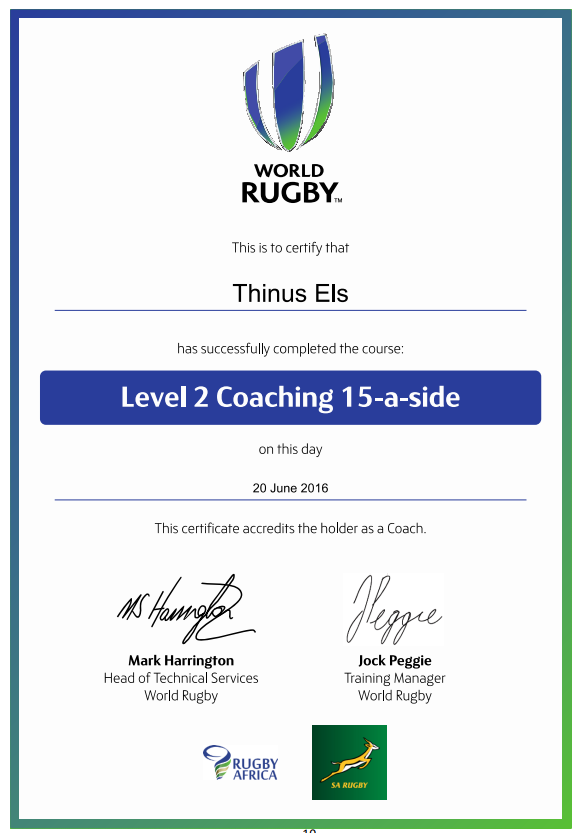 WORLD
RUGBY™
This is to certify that
Thinus Els
has successfully completed the course:
Level 2 Coaching 15-a-side
on this day
20 June 2016
This certificate accredits the holder as a Coach.
MS Harrington
JPeggie
Mark Harrington
Head of Technical Services
World Rugby
Jock Peggie
Training Manager
World Rugby
RUGBY
AFRICA
SA RUGBY